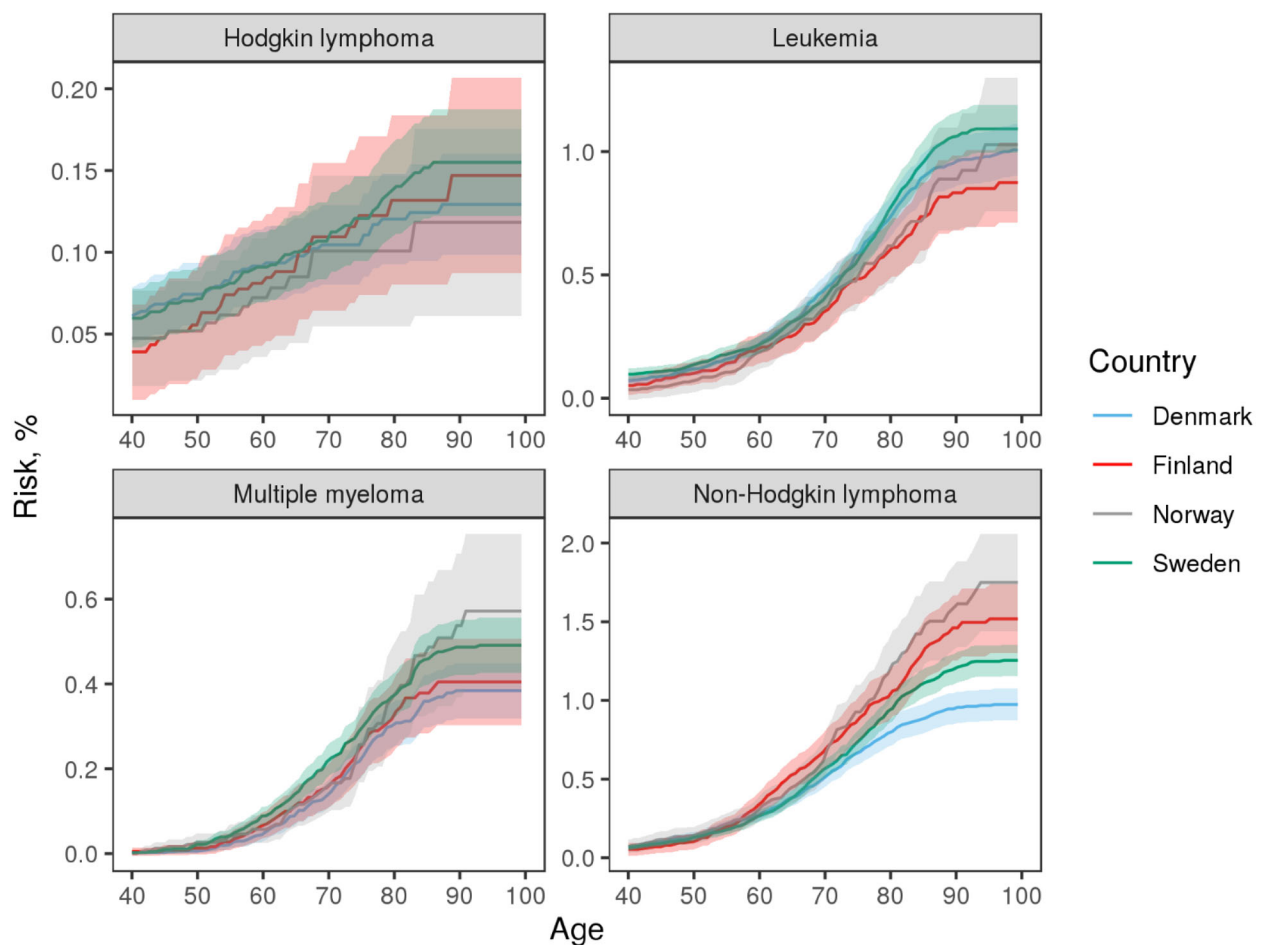 Hodgkin lymphoma
Leukemia
0.20
0.15
0.10
0.05
1.0
0.5
0.0
40 50 60 70 80 90 100
40 50 60 70 80 90 100
Multiple myeloma
Non-Hodgkin lymphoma
0.6
0.4
0.2
0.0
2.0
1.5
1.0
0.5
0.0
40 50 60 70 80 90 100
40 50 60 70 80 90 100
Risk, %
Age
Country
Denmark
Finland
Norway
Sweden